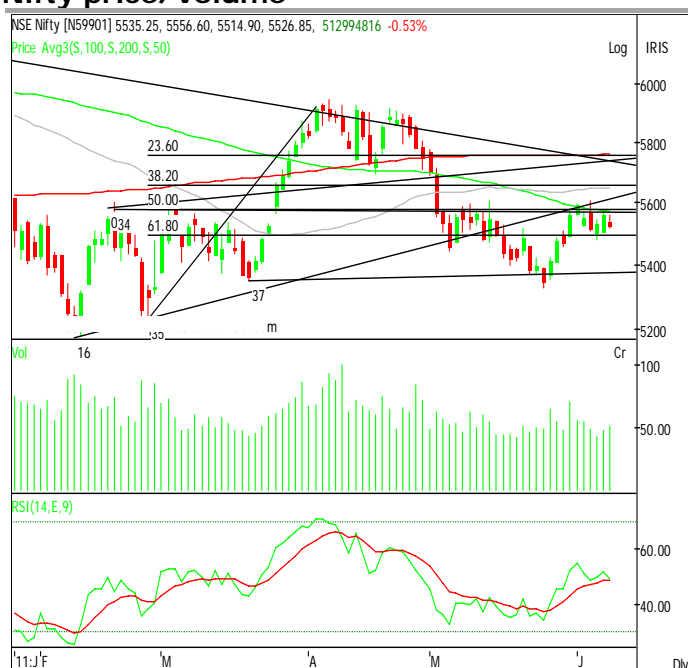 Nifty price/volume
NSE Nifty [N59901] 5535.25, 5556.60, 5514.90, 5526.85, 512994816 -0.53%
Price Avg3(S,100,S,200,S,50)
Log
IRIS
6000
5800
23.60
38.20
5600
50.00
034
61.80
5400
37
m
5200
Vol
16
Cr
100
50.00
RSI(14,E,9)
60.00
40.00
'11:J'F
'M
'A
'M
'J